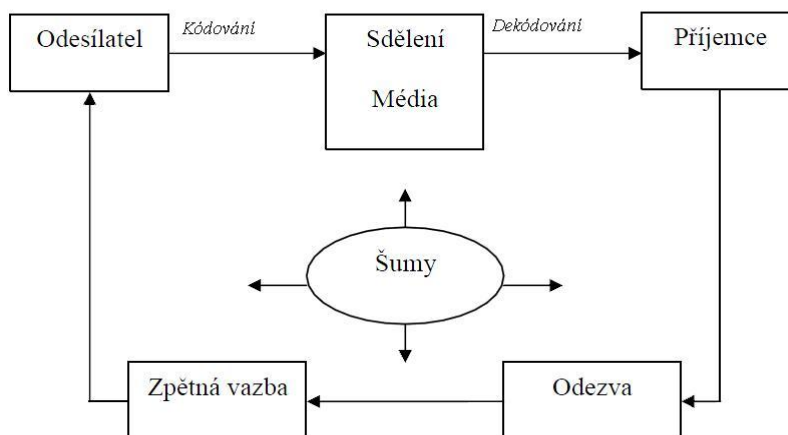 Odesílatel
Kódování
Sdělení
Média
Dekódování
Příjemce
Šumy
Zpětná vazba
Odezva